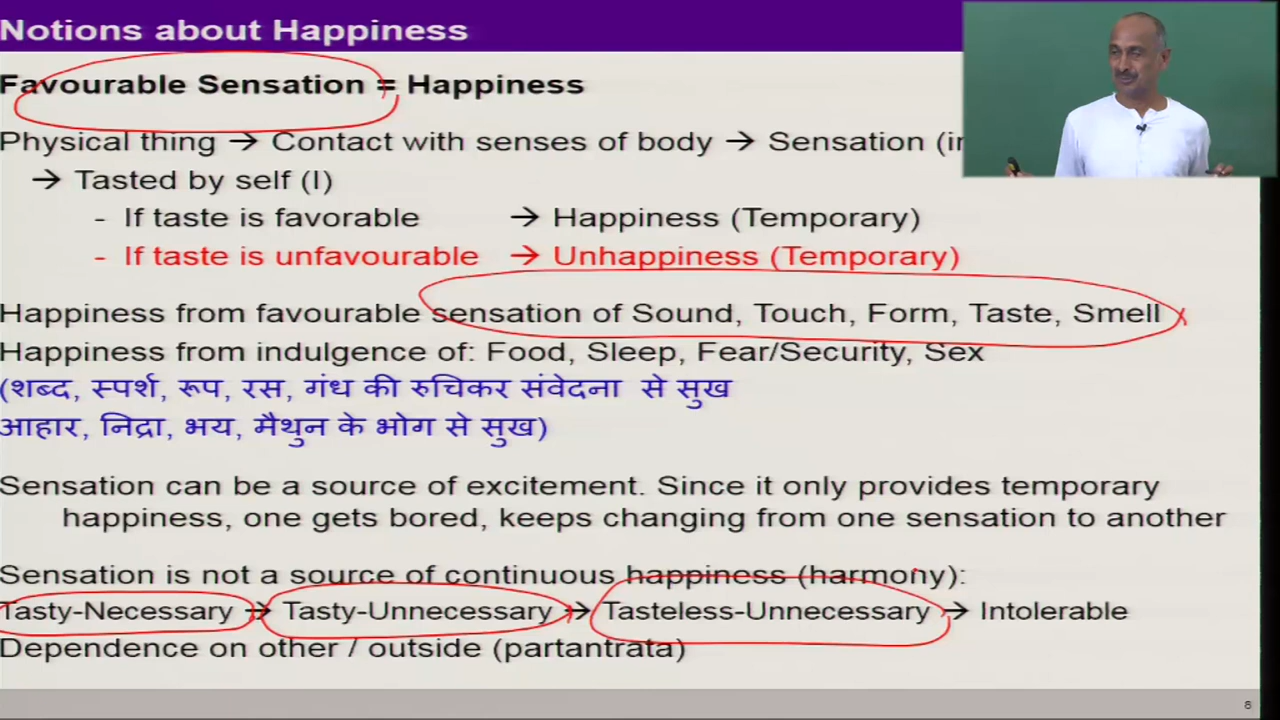 Notions about Happiness
Favourable Sensation = Happiness
Physical thing → Contact with senses of body → Sensation (in
→ Tasted by self (I)
- If taste is favorable → Happiness (Temporary)
- If taste is unfavourable → Unhappiness (Temporary)
Happiness from favourable sensation of Sound, Touch, Form, Taste, Smell
Happiness from indulgence of: Food, Sleep, Fear/Security, Sex
(शब्द, स्पर्श, रूप, रस, गंध की रुचिकर संवेदना से सुख
आहार, निद्रा, भय, मैथुन के भोग से सुख)
Sensation can be a source of excitement. Since it only provides temporary
happiness, one gets bored, keeps changing from one sensation to another
Sensation is not a source of continuous happiness (harmony):
Tasty-Necessary → Tasty-Unnecessary → Tasteless-Unnecessary → Intolerable
Dependence on other / outside (partantrata)
8